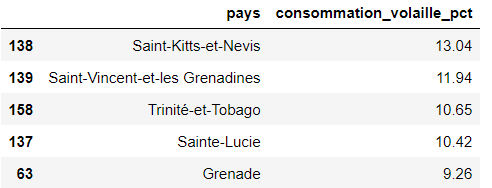 pays consommation_volaille_pct
138 Saint-Kitts-et-Nevis 13.04
139 Saint-Vincent-et-les Grenadines 11.94
158 Trinité-et-Tobago 10.65
137 Sainte-Lucie 10.42
63 Grenade 9.26